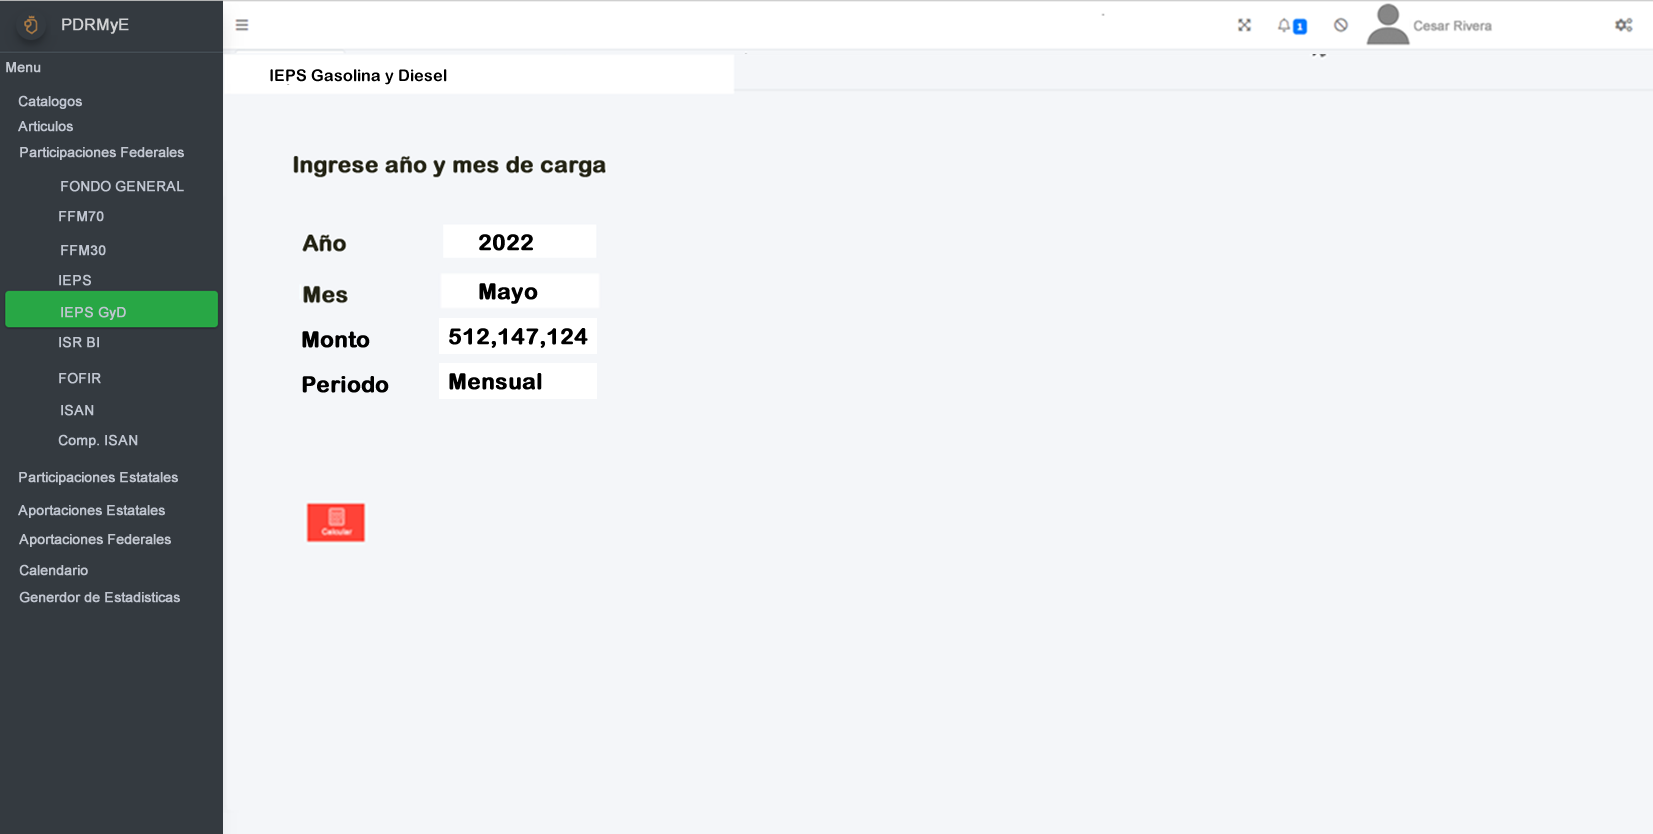 PDRMyE
1
Cesar Rivera
Menu
Catalogos
Articulos
Participaciones Federales
FONDO GENERAL
FFM70
FFM30
IEPS
IEPS GyD
ISR BI
FOFIR
ISAN
Comp. ISAN
Participaciones Estatales
Aportaciones Estatales
Aportaciones Federales
Calendario
Generdor de Estadisticas
IEPS Gasolina y Diesel
Ingrese año y mes de carga
Año 2022
Mes Mayo
Monto 512,147,124
Periodo Mensual
Calcular